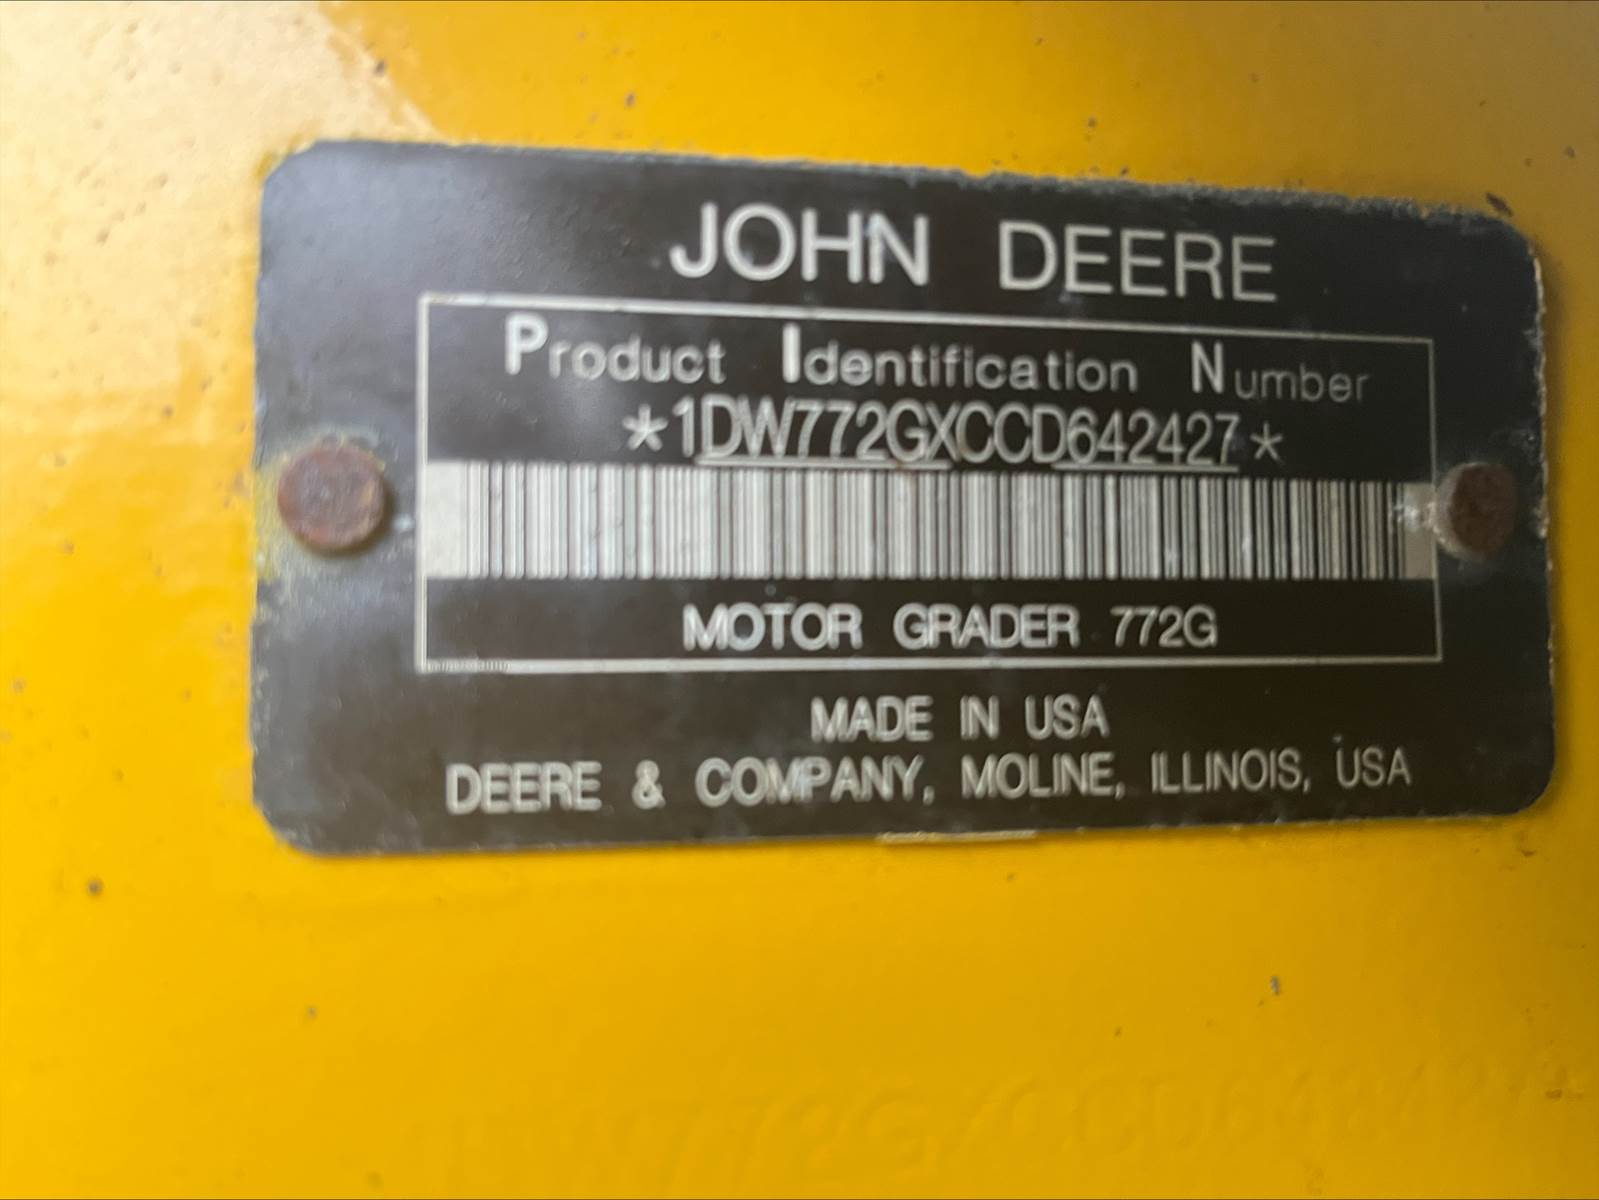 JOHN DEERE
Product Identification Number
*1DW772GXCCD642427*
MOTOR GRADER 772G
MADE IN USA
DEERE & COMPANY, MOLINE, ILLINOIS, USA